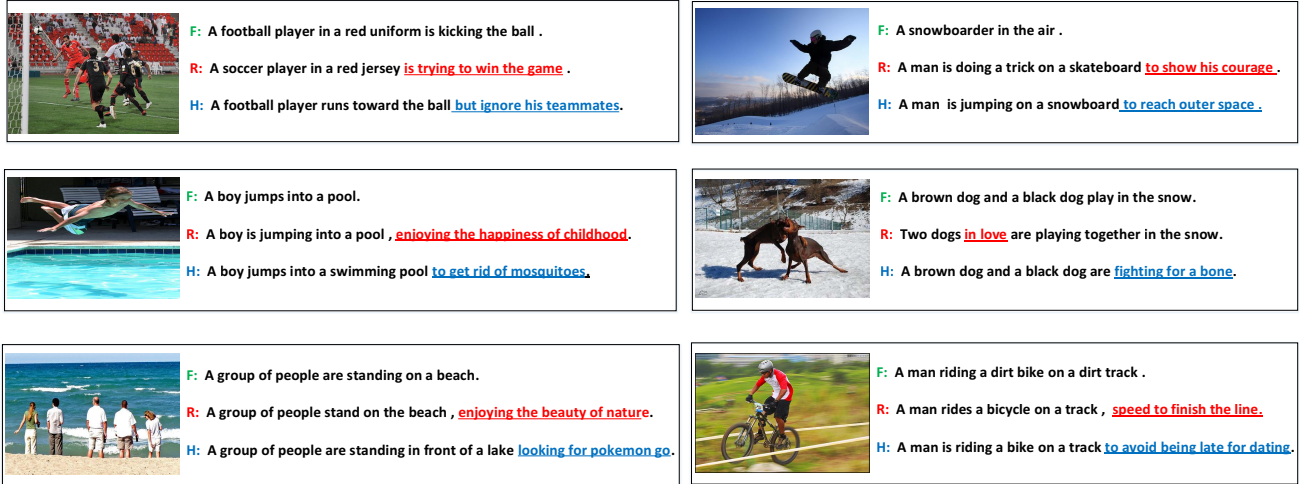 F: A football player in a red uniform is kicking the ball .
R: A soccer player in a red jersey is trying to win the game .
H: A football player runs toward the ball but ignore his teammates.
F: A snowboarder in the air .
R: A man is doing a trick on a skateboard to show his courage .
H: A man is jumping on a snowboard to reach outer space .
F: A boy jumps into a pool.
R: A boy is jumping into a pool , enjoying the happiness of childhood.
H: A boy jumps into a swimming pool to get rid of mosquitoes.
F: A brown dog and a black dog play in the snow.
R: Two dogs in love are playing together in the snow.
H: A brown dog and a black dog are fighting for a bone.
F: A group of people are standing on a beach.
R: A group of people stand on the beach , enjoying the beauty of nature.
H: A group of people are standing in front of a lake looking for pokemon go.
F: A man riding a dirt bike on a dirt track .
R: A man rides a bicycle on a track , speed to finish the line.
H: A man is riding a bike on a track to avoid being late for dating.